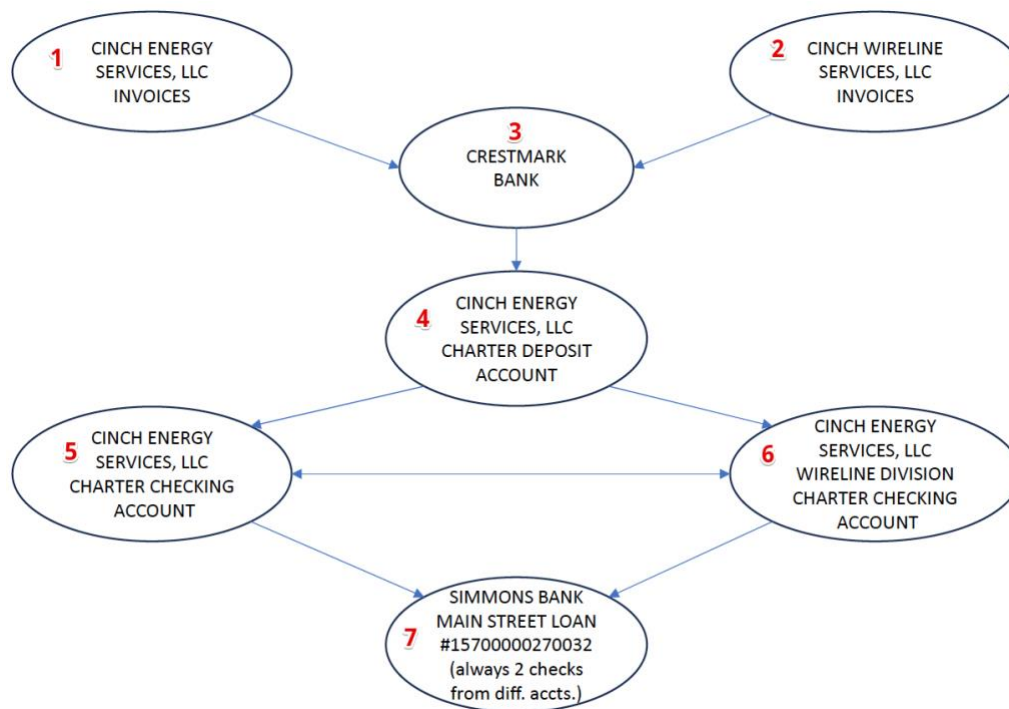 1
CINCH ENERGY
SERVICES, LLC
INVOICES
2
CINCH WIRELINE
SERVICES, LLC
INVOICES
3
CRESTMARK
BANK
4
CINCH ENERGY
SERVICES, LLC
CHARTER DEPOSIT
ACCOUNT
5
CINCH ENERGY
SERVICES, LLC
CHARTER CHECKING
ACCOUNT
6
CINCH ENERGY
SERVICES, LLC
WIRELINE DIVISION
CHARTER CHECKING
ACCOUNT
7
SIMMONS BANK
MAIN STREET LOAN
#15700000270032
(always 2 checks
from diff. accts.)